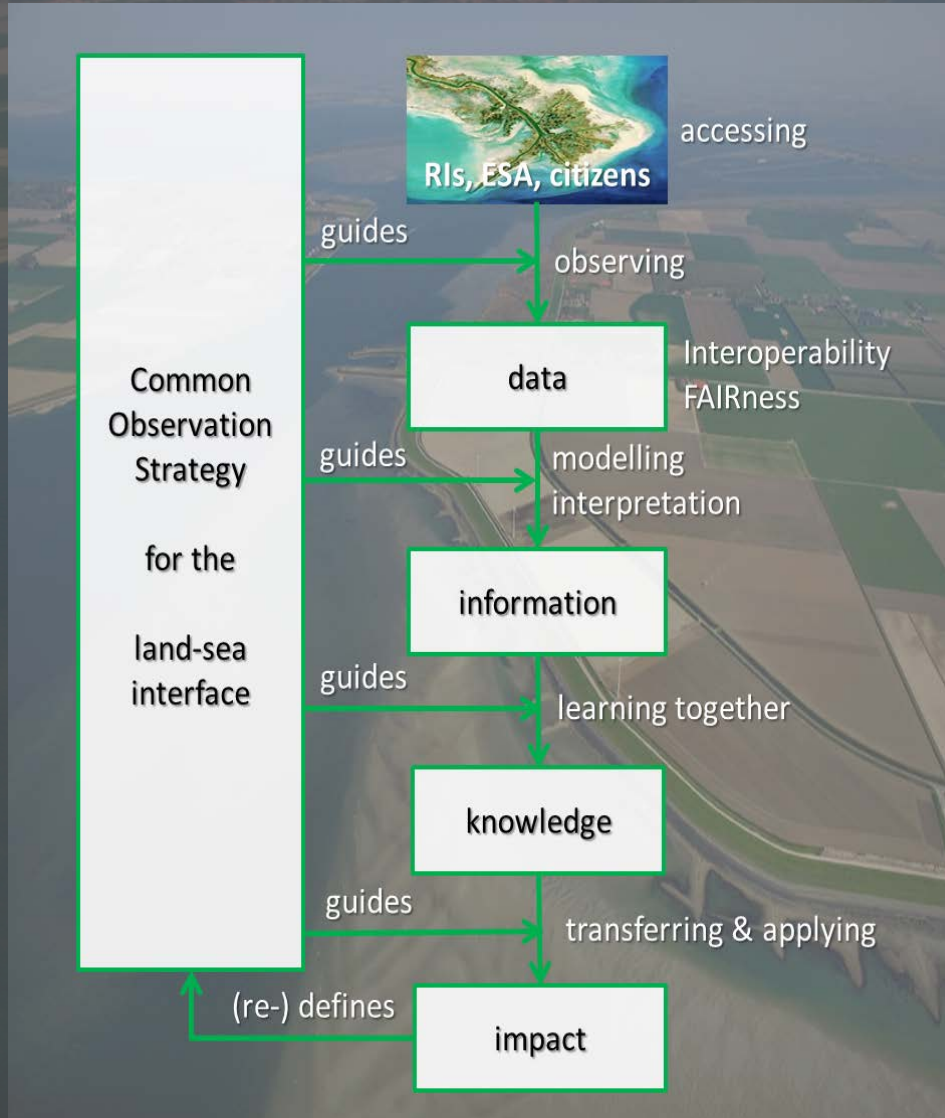 RIs, ESA, citizens
accessing
guides
observing
data
Interoperability
FAIRness
Common
Observation
Strategy
for the
land-sea
interface
guides
modelling
interpretation
information
guides
learning together
knowledge
guides
transferring & applying
(re-) defines
impact